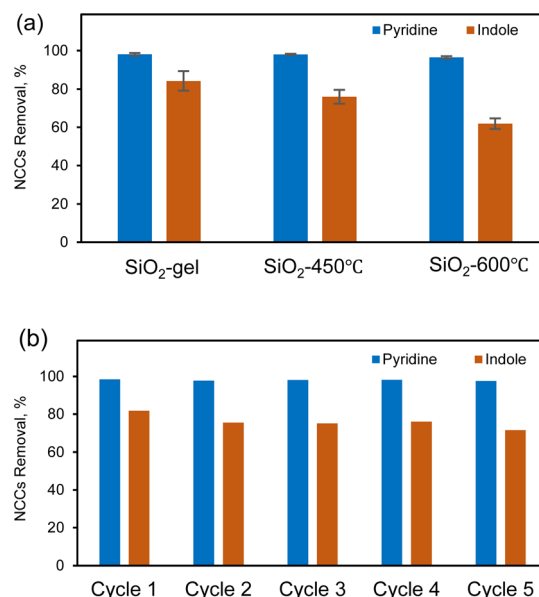 (a)
Pyridine Indole
NCCs Removal, %
100
80
60
40
20
0
SiO₂-gel SiO₂-450℃ SiO₂-600℃
(b)
Pyridine Indole
NCCs Removal, %
100
80
60
40
20
0
Cycle 1 Cycle 2 Cycle 3 Cycle 4 Cycle 5